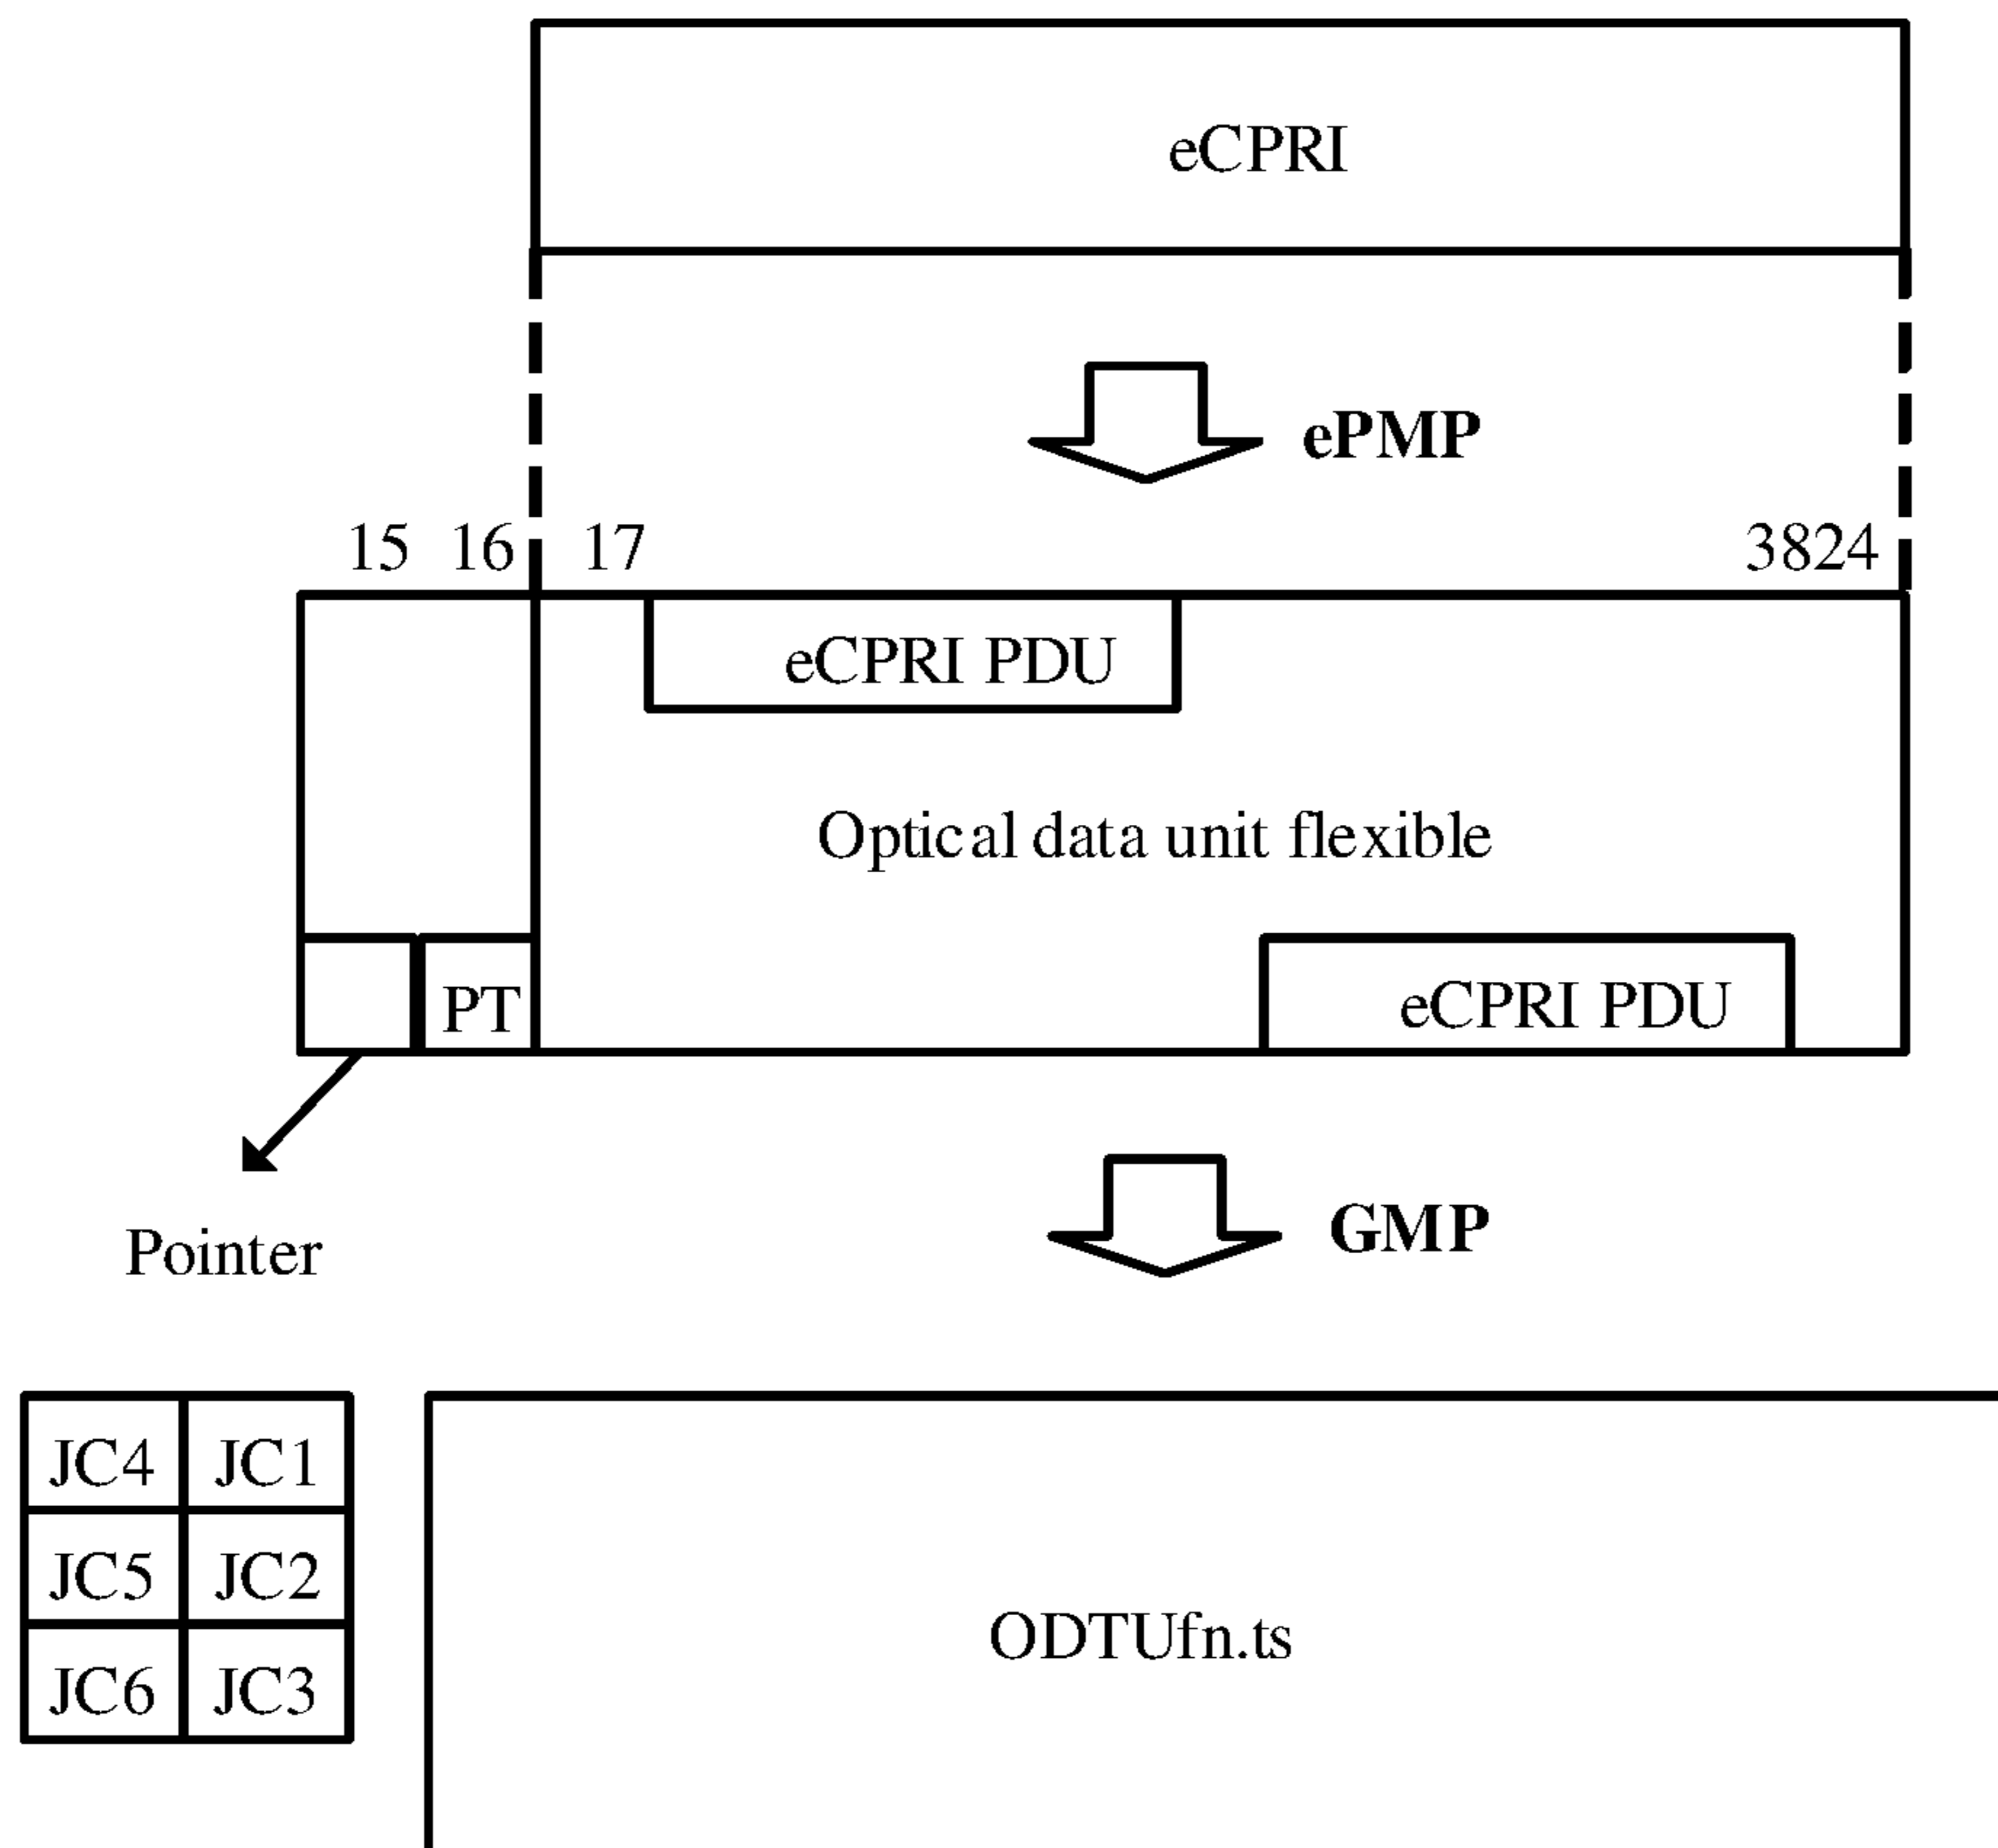 eCPRI
ePMP
15 16 17 3824
eCPRI PDU
Optical data unit flexible
PT
eCPRI PDU
Pointer
GMP
JC4 JC1
JC5 JC2
JC6 JC3
ODTUfn.ts